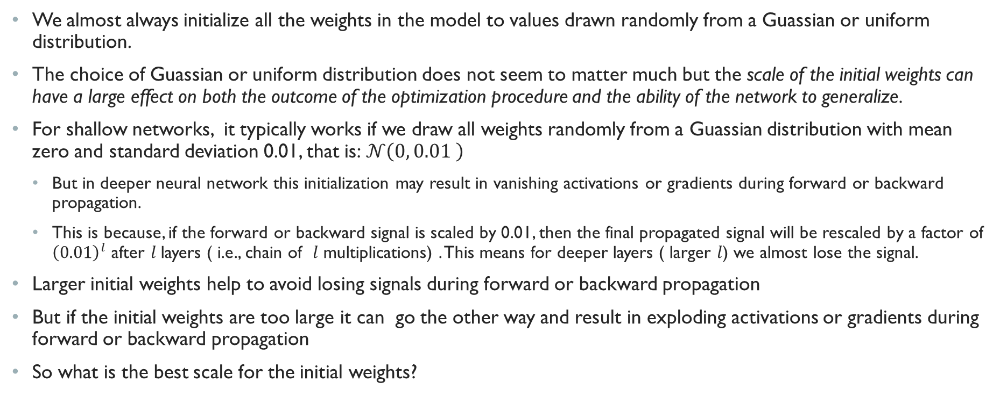 • We almost always initialize all the weights in the model to values drawn randomly from a Guassian or uniform
distribution.
• The choice of Guassian or uniform distribution does not seem to matter much but the scale of the initial weights can
have a large effect on both the outcome of the optimization procedure and the ability of the network to generalize.
• For shallow networks,  it typically works if we draw all weights randomly from a Guassian distribution with mean
zero and standard deviation 0.01, that is: 𝒩(0, 0.01 )
• But in deeper neural network this initialization may result in vanishing activations or gradients during forward or backward
propagation.
• This is because, if the forward or backward signal is scaled by 0.01, then the final propagated signal will be rescaled by a factor of
(0.01)^l after l layers ( i.e., chain of  l multiplications) . This means for deeper layers ( larger l) we almost lose the signal.
• Larger initial weights help to avoid losing signals during forward or backward propagation
• But if the initial weights are too large it can  go the other way and result in exploding activations or gradients during
forward or backward propagation
• So what is the best scale for the initial weights?